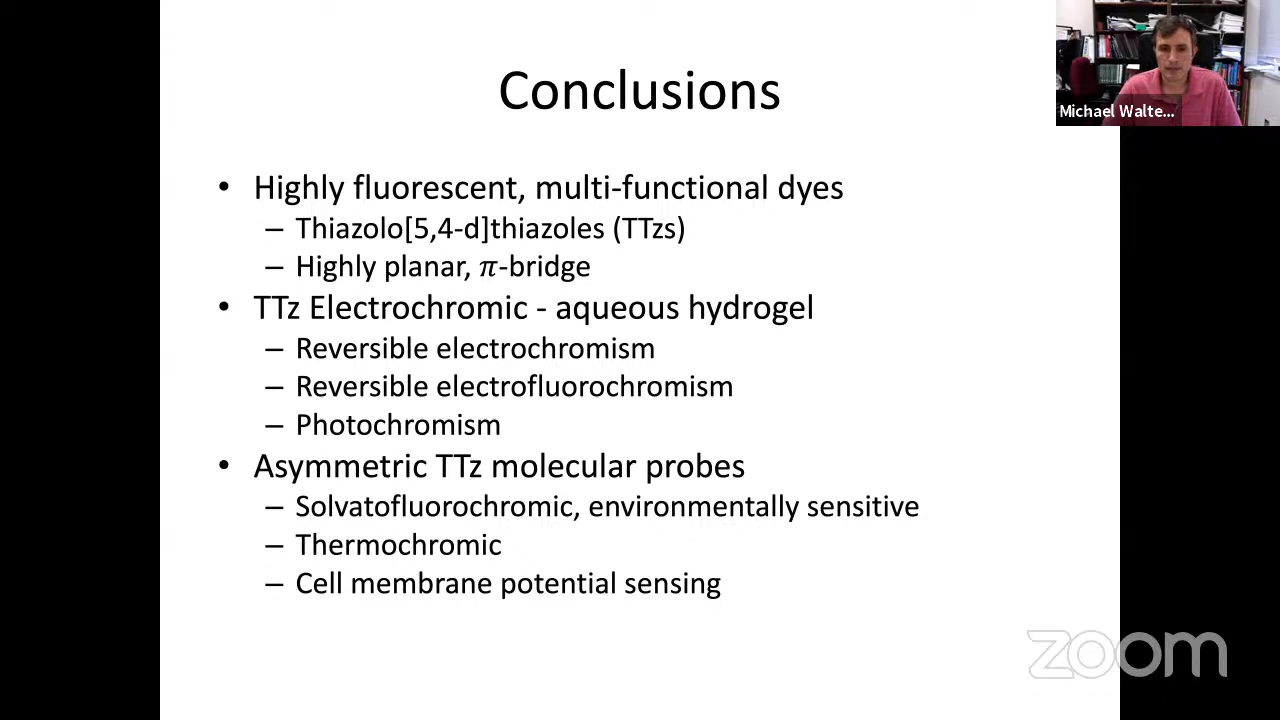 Conclusions
Michael Walte...
• Highly fluorescent, multi-functional dyes
– Thiazolo[5,4-d]thiazoles (TTzs)
– Highly planar, π-bridge
• TTz Electrochromic - aqueous hydrogel
– Reversible electrochromism
– Reversible electrofluorochromism
– Photochromism
• Asymmetric TTz molecular probes
– Solvatofluorochromic, environmentally sensitive
– Thermochromic
– Cell membrane potential sensing
zoom